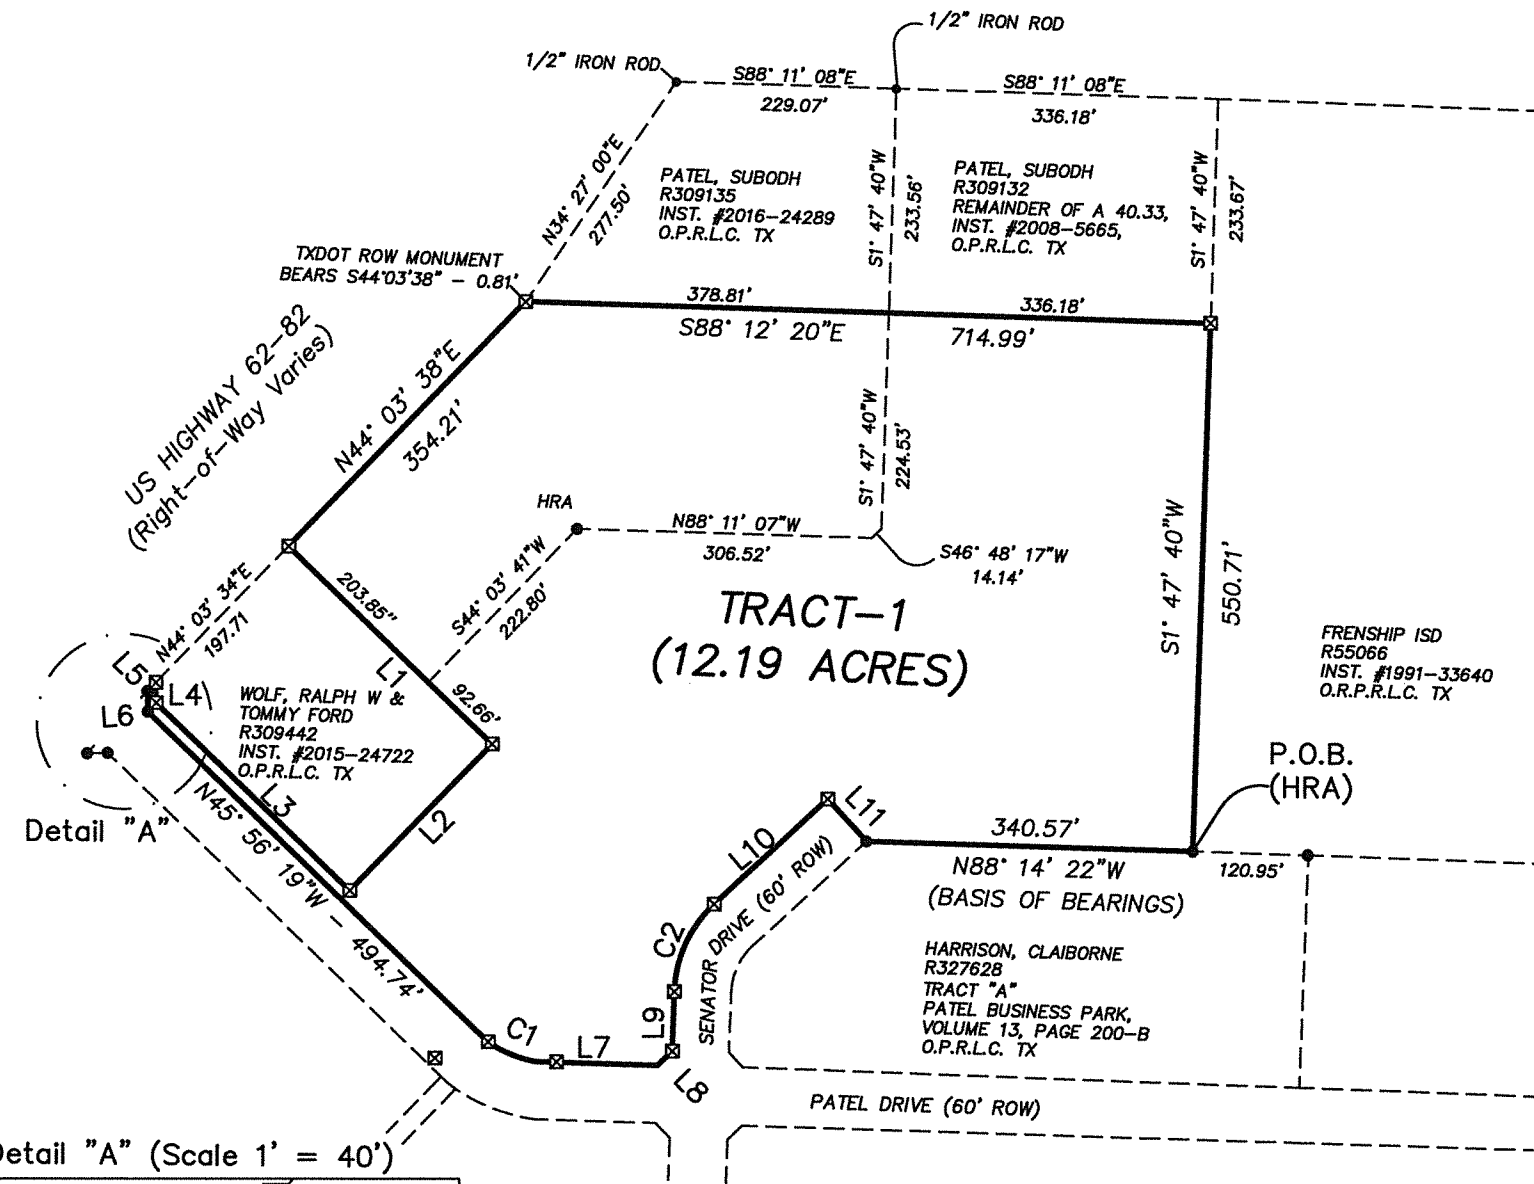 1/2" IRON ROD
1/2" IRON ROD
S88° 11' 08"E
229.07'
S88° 11' 08"E
336.18'
N34° 27' 00"E
277.50'
PATEL, SUBODH
R309135
INST. #2016-24289
O.P.R.L.C. TX
S1° 47' 40"W
233.56'
PATEL, SUBODH
R309132
REMAINDER OF A 40.33,
INST. #2008-5665,
O.P.R.L.C. TX
S1° 47' 40"W
233.67'
TXDOT ROW MONUMENT
BEARS S44°03'38" - 0.81'
378.81'
336.18'
S88° 12' 20"E
714.99'
US HIGHWAY 62-82
(Right-of-Way Varies)
N44° 03' 38"E
354.21'
S1° 47' 40"W
224.53'
HRA
N88° 11' 07"W
306.52'
S46° 48' 17"W
14.14'
S44° 03' 41"W
222.80'
203.85"
L1
92.66'
N44° 03' 34"E
197.71
TRACT-1
(12.19 ACRES)
S1° 47' 40"W
550.71'
FRENSHIP ISD
R55066
INST. #1991-33640
O.R.P.R.L.C. TX
L5
L4
L6
WOLF, RALPH W &
TOMMY FORD
R309442
INST. #2015-24722
O.P.R.L.C. TX
Detail "A"
L3
L2
N45° 56' 19"W - 494.74'
P.O.B.
(HRA)
L11
L10
340.57'
N88° 14' 22"W
(BASIS OF BEARINGS)
120.95'
SENATOR DRIVE (60' ROW)
C2
L9
HARRISON, CLAIBORNE
R327628
TRACT "A"
PATEL BUSINESS PARK,
VOLUME 13, PAGE 200-B
O.P.R.L.C. TX
C1
L7
L8
PATEL DRIVE (60' ROW)
Detail "A" (Scale 1' = 40')